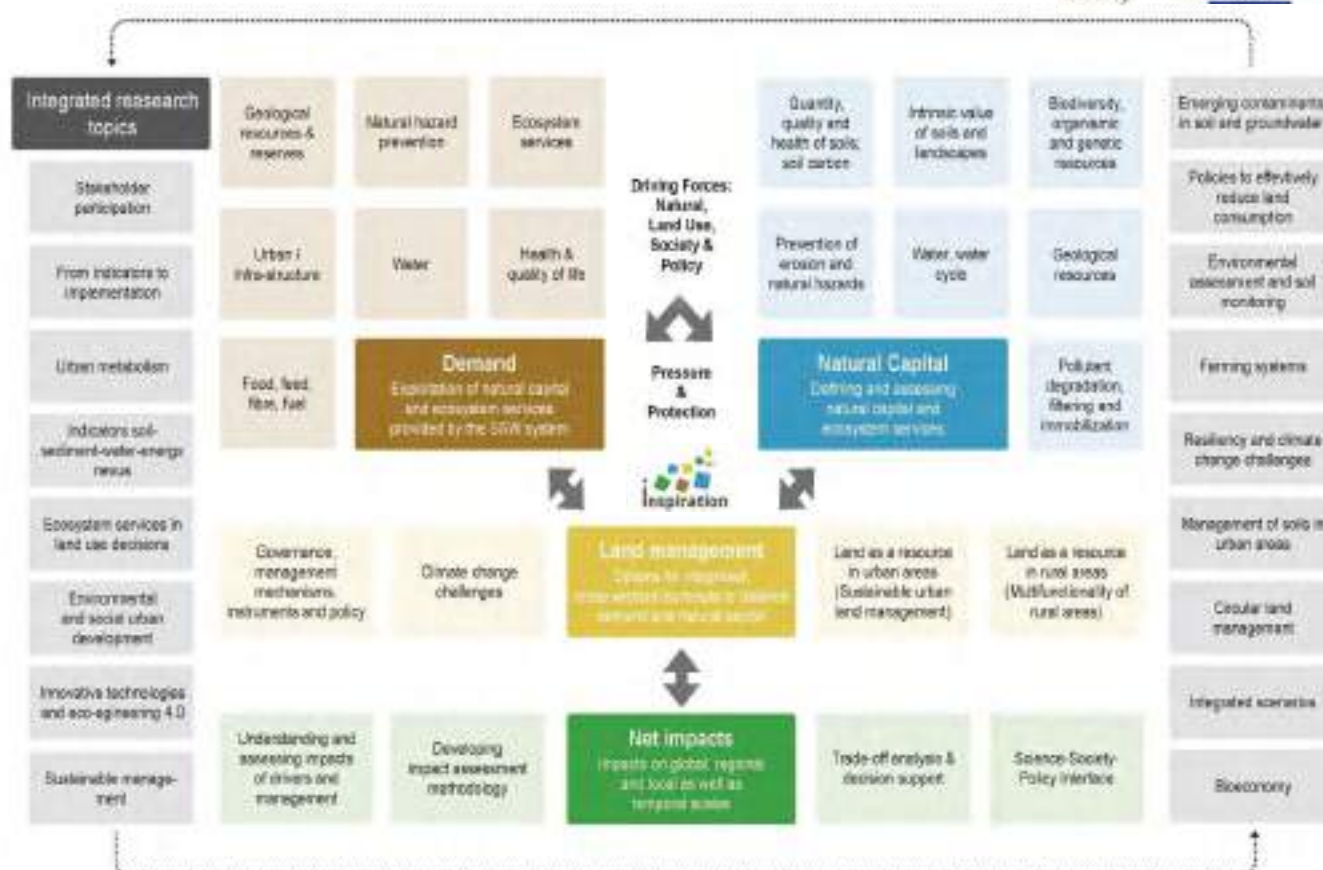 Integrated reasearch
topics
Stakeholder
participation
From indicators to
implementation
Urban metabolism
Indicators soil-
sediment-water-energy
nexus
Ecosystem services in
land use decisions
Environmental
and social urban
development
Innovative technologies
and eco-egineering 4.0
Sustainable manage-
ment
Geological
resources &
reserves
Natural hazard
prevention
Ecosystem
services
Urban /
Infra-structure
Water
Health &
quality of life
Food, feed,
fibre, fuel
Demand
Exploitation of natural capital
and ecosystem services
provided by the SSW system
Driving Forces:
Natural,
Land Use,
Society &
Policy
Pressure
&
Protection
inspiration
Quantity,
quality and
health of soils;
soil carbon
Intrinsic value
of soils and
landscapes
Biodiversity,
organismic
and genetic
resources
Prevention of
erosion and
natural hazards
Water, water
cycle
Geological
resources
Natural Capital
Defining and assessing
natural capital and
ecosystem services
Pollutant
degradation,
filtering and
immobilization
Governance,
management
mechanisms,
instruments and policy
Climate change
challenges
Land management
Options for integrated,
demand and natural
Land as a resource
in urban areas
(Sustainable urban
land management)
Land as a resource
in rural areas
(Multifunctionality of
rural areas)
Understanding and
assessing impacts
of drivers and
management
Developing
impact assessment
methodology
Net impacts
Impacts on global, regional
and local as well as
temporal scales
Trade-off analysis &
decision support
Science-Society-
Policy Interface
Emerging contaminants
in soil and groundwater
Policies to effevtively
reduce land
consumption
Environmental
assessment and soil
monitoring
Farming systems
Resiliency and climate
change challenges
Management of soils in
urban areas
Circular land
management
Integrated scenarios
Bioeconomy